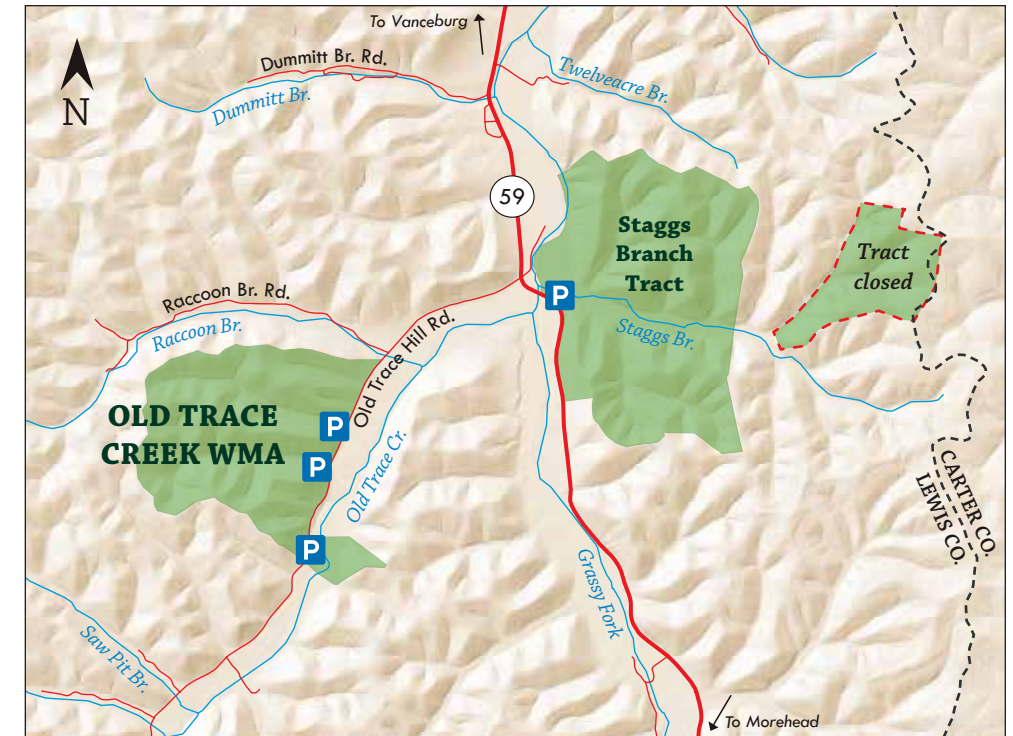 To Vanceburg
Dummitt Br. Rd.
Dummitt Br.
Twelveacre Br.
N
59
Staggs
Branch
Tract
Tract
closed
Raccoon Br. Rd.
Raccoon Br.
P
Staggs Br.
Old Trace Hill Rd.
OLD TRACE
CREEK WMA
P
P
Old Trace Cr.
P
CARTER CO.
LEWIS CO.
Grassy Fork
Saw Pit Br.
To Morehead